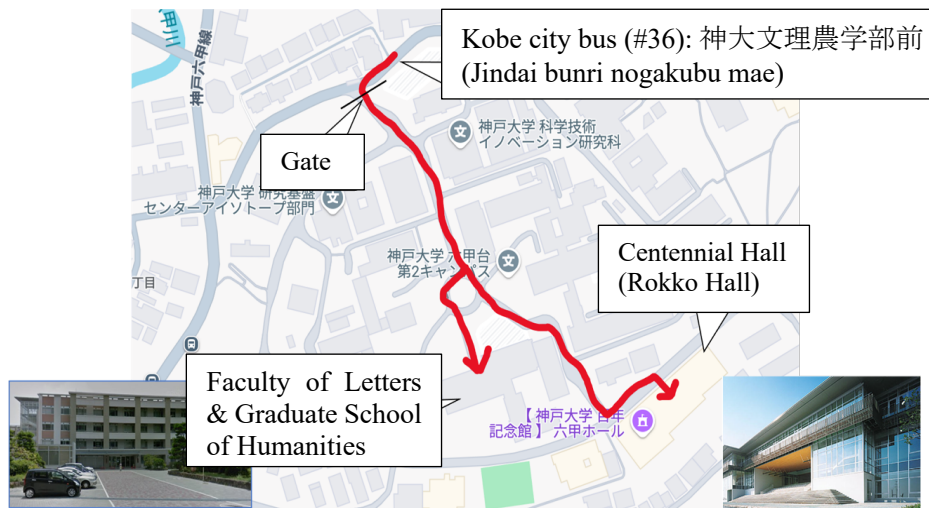 Kobe city bus (#36): 神大文理農学部前
(Jindai bunri nogakubu mae)
神戸六甲線
神戸大学 科学技術
イノベーション研究科
Gate
神戸大学 研究基盤
センターアイソトープ部門
Centennial Hall
(Rokko Hall)
神戸大学 六甲台
第2キャンパス
丁目
Faculty of Letters
& Graduate School
of Humanities
【 神戸大学 百年
記念館 】 六甲ホール